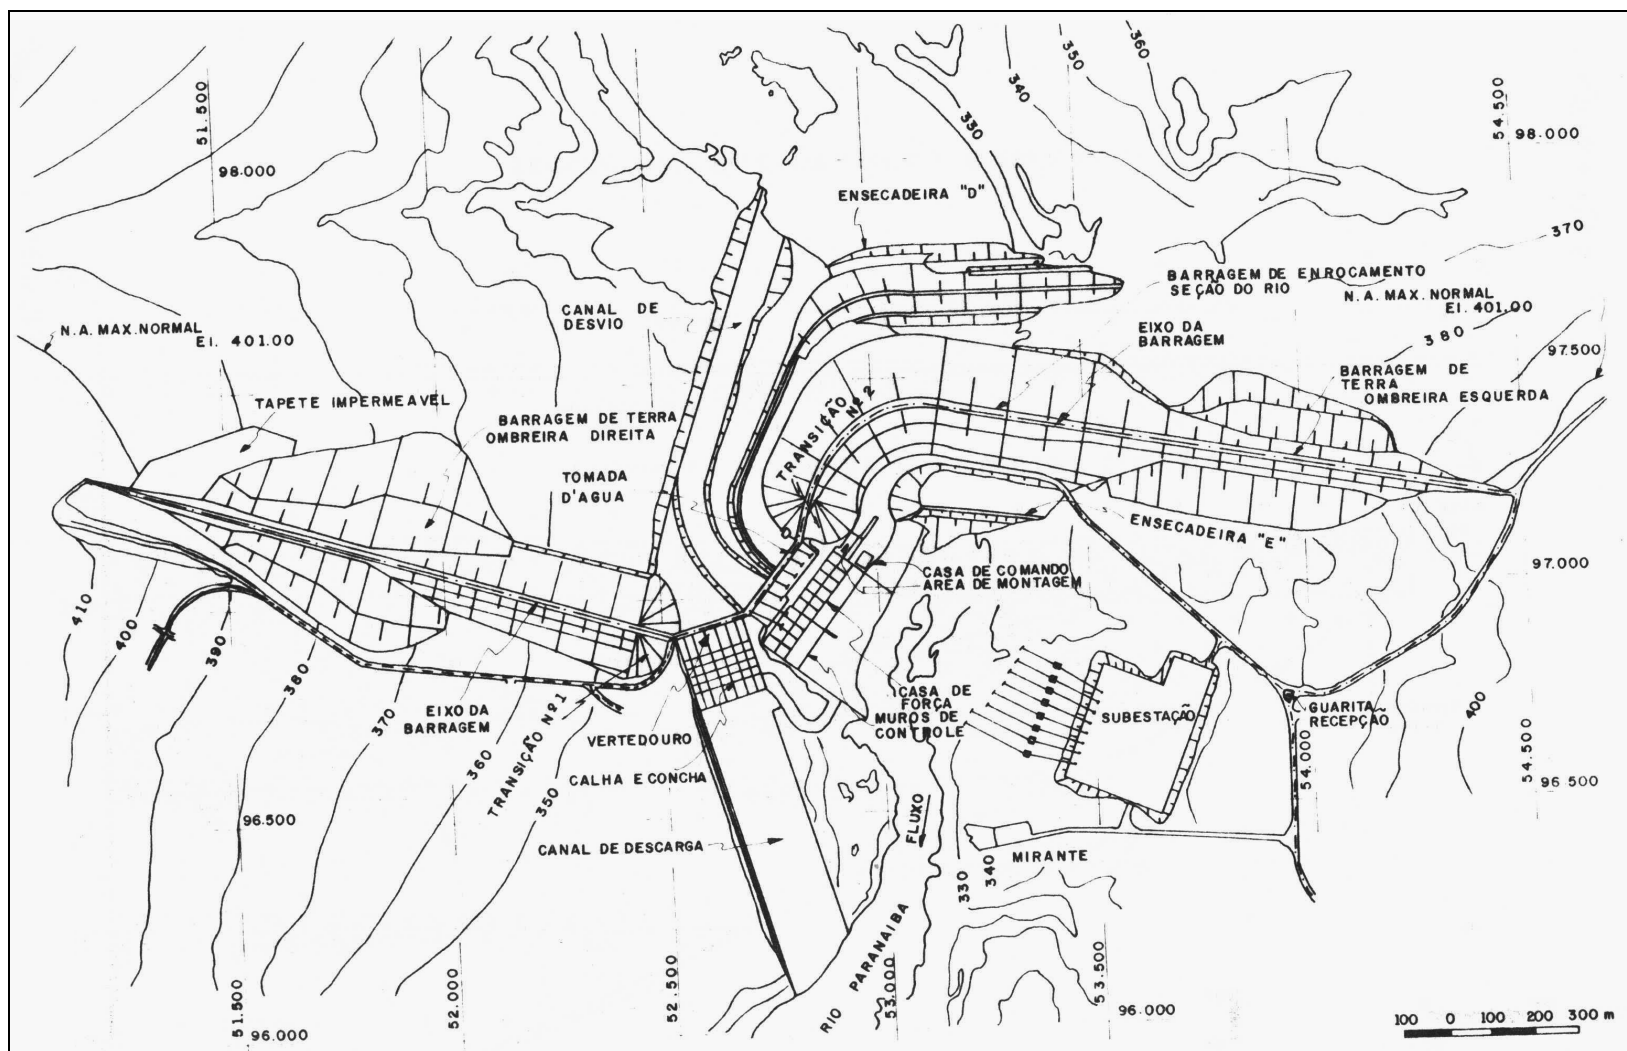 350
360
340
330
51.500
98.000
54.500
98.000
ENSECADEIRA "D"
370
BARRAGEM DE ENROCAMENTO
SEÇÃO DO RIO
N.A. MAX. NORMAL
El. 401.00
CANAL DE
DESVIO
N.A. MAX. NORMAL
El. 401.00
EIXO DA
BARRAGEM
380
97.500
BARRAGEM DE
TERRA
OMBREIRA ESQUERDA
TAPETE IMPERMEAVEL
BARRAGEM DE TERRA
OMBREIRA DIREITA
TRANSIÇÃO
Nº 2
TOMADA
D'AGUA
ENSECADEIRA "E"
97.000
CASA DE COMANDO
AREA DE MONTAGEM
410
400
390
380
370
360
350
EIXO DA
BARRAGEM
TRANSIÇÃO Nº 1
VERTEDOURO
CALHA E CONCHA
CASA DE
FORÇA
MUROS DE
CONTROLE
SUBESTAÇÃO
GUARITA
RECEPÇÃO
400
54.500
54.000
96 500
96.500
CANAL DE DESCARGA
FLUXO
MIRANTE
330
340
RIO PARANAIBA
51.500
52.000
52.500
53.000
53.500
96.000
96.000
100 0 100 200 300 m